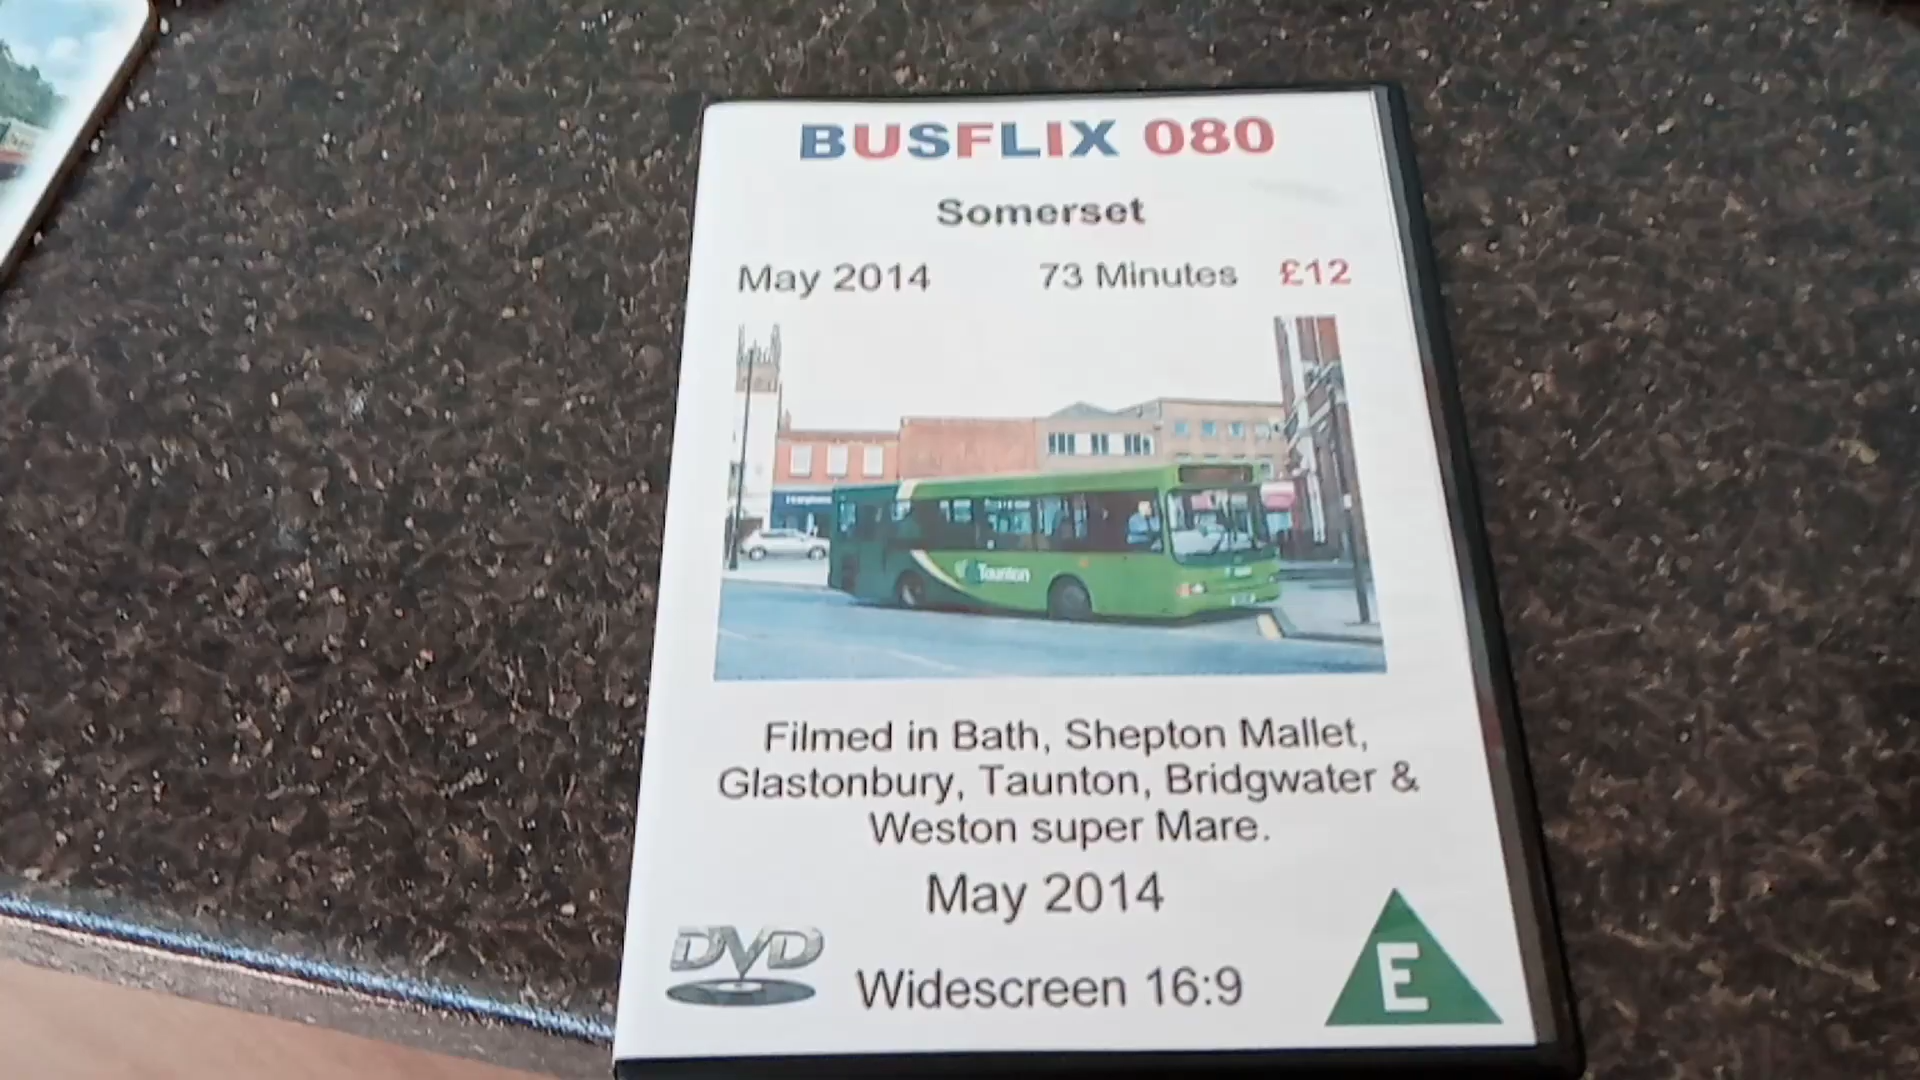 BUSFLIX 080
Somerset
May 2014 73 Minutes £12
Taunton
Filmed in Bath, Shepton Mallet,
Glastonbury, Taunton, Bridgwater &
Weston super Mare.
May 2014
DVD Widescreen 16:9 E